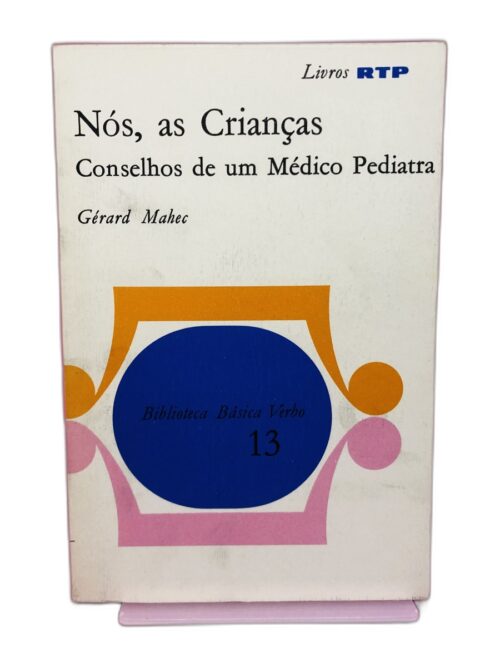 Livros RTP
Nós, as Crianças
Conselhos de um Médico Pediatra
Gérard Mahec
Biblioteca Básica Verbo
13